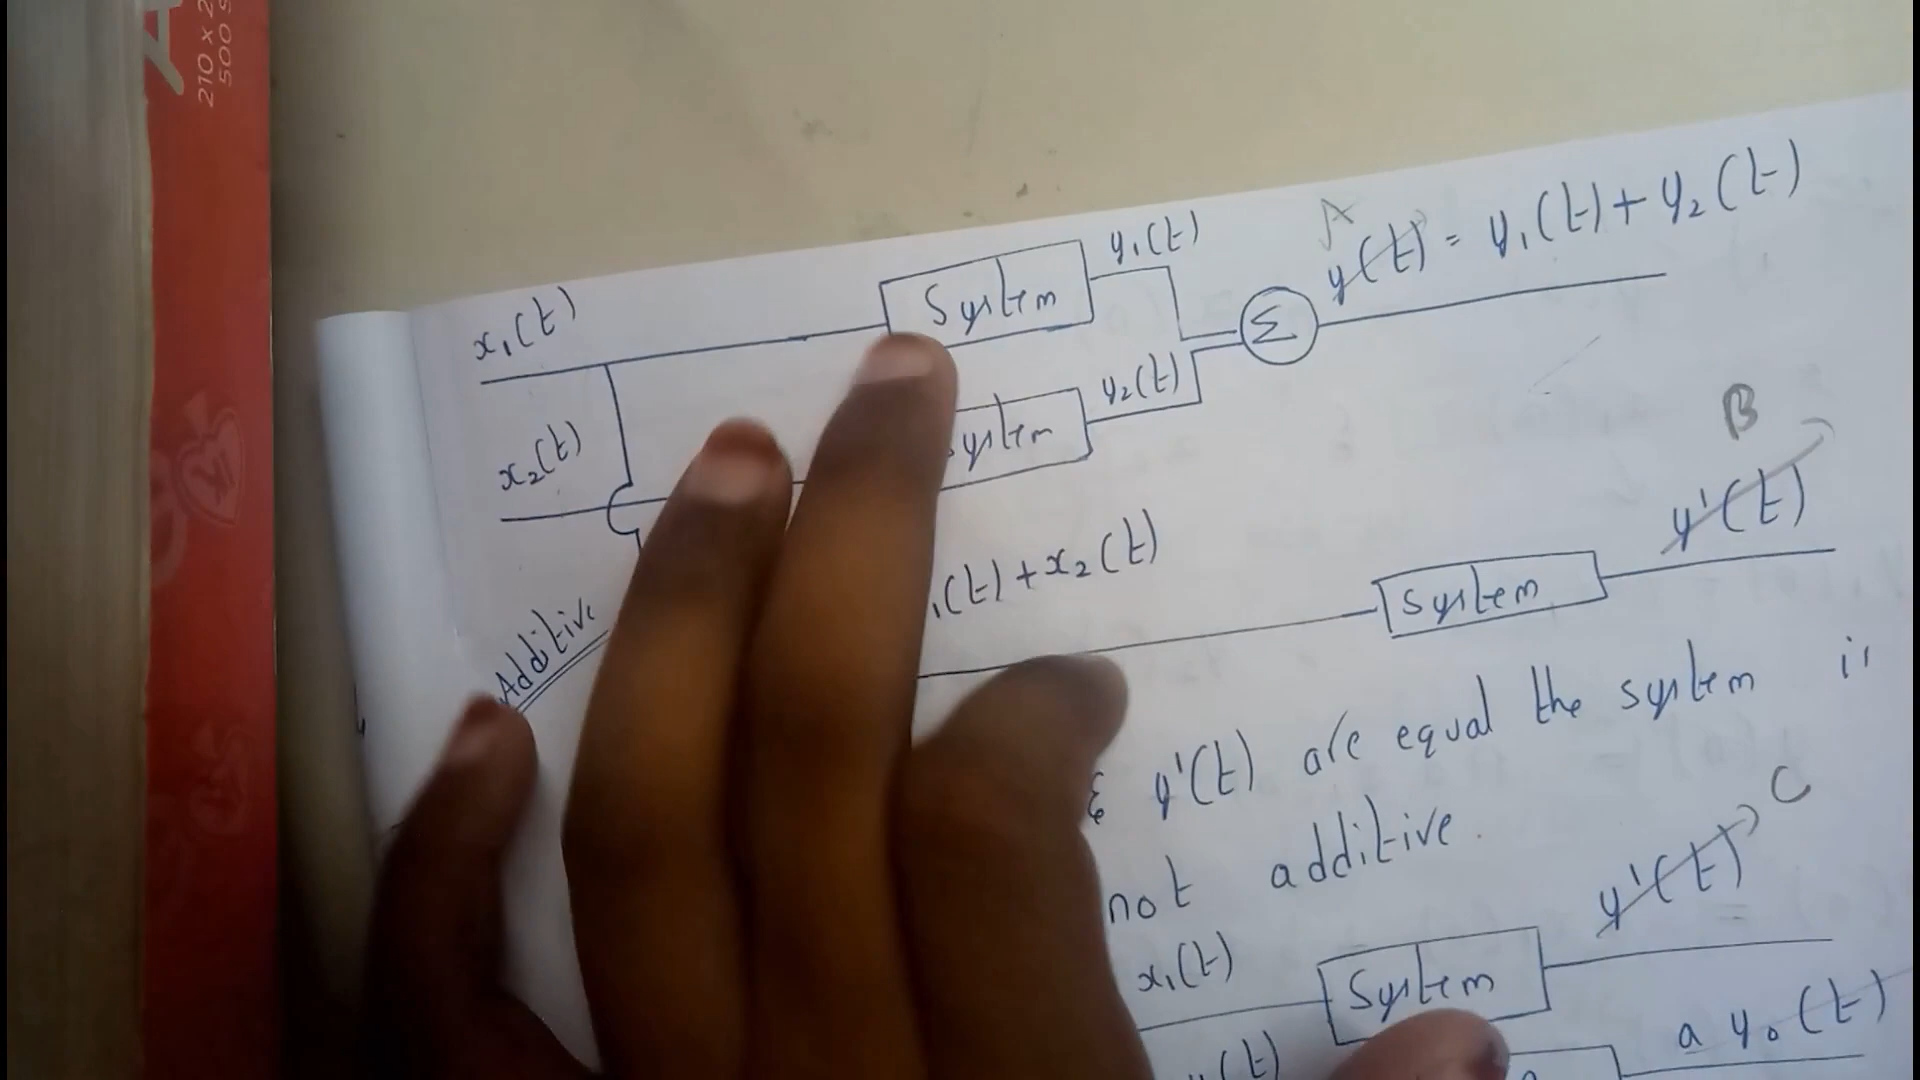 210 x 2
500 s
x₁(t)
System
y₁(t)
A
y(t) = y₁(t) + y₂(t)
x₂(t)
ystem
y₂(t)
Σ
B
Additive
₁(t) + x₂(t)
System
y'(t)
& y'(t) are equal the system is
not additive.
C
x₁(t)
System
y'(t)
(t)
a y₀(t)